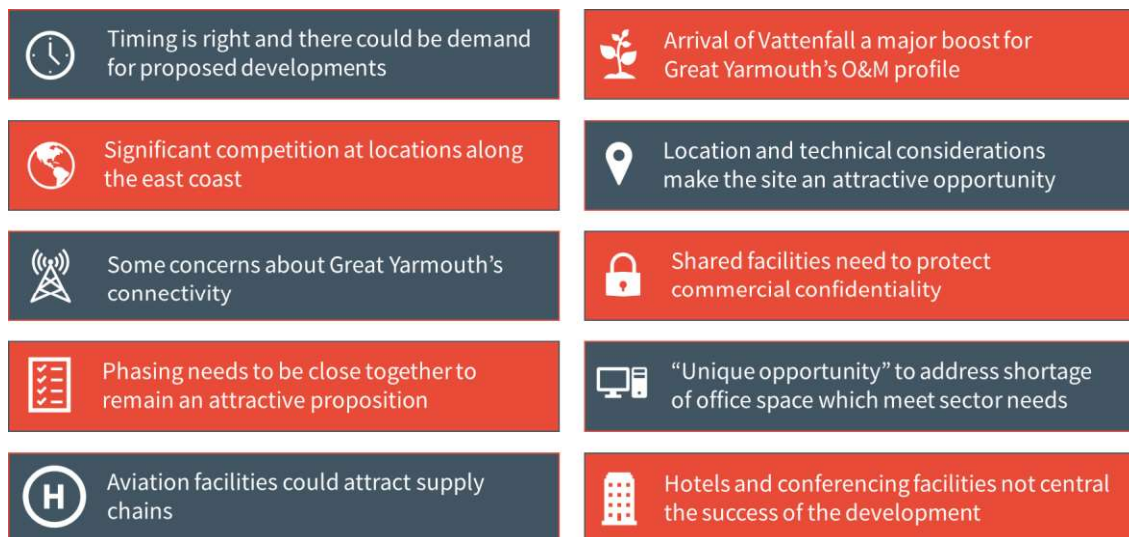 Timing is right and there could be demand
for proposed developments
Arrival of Vattenfall a major boost for
Great Yarmouth's O&M profile
Significant competition at locations along
the east coast
Location and technical considerations
make the site an attractive opportunity
Some concerns about Great Yarmouth's
connectivity
Shared facilities need to protect
commercial confidentiality
Phasing needs to be close together to
remain an attractive proposition
“Unique opportunity” to address shortage
of office space which meet sector needs
H
Aviation facilities could attract supply
chains
Hotels and conferencing facilities not central
the success of the development